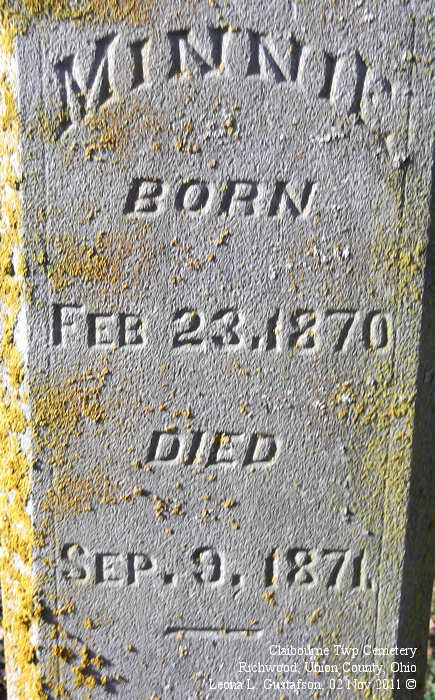 MINNIE
BORN
FEB 23, 1870
DIED
SEP. 9, 1871
Claibourne Twp Cemetery
Richwood, Union County, Ohio
Leona L. Gustafson, 02 Nov 2011 ©